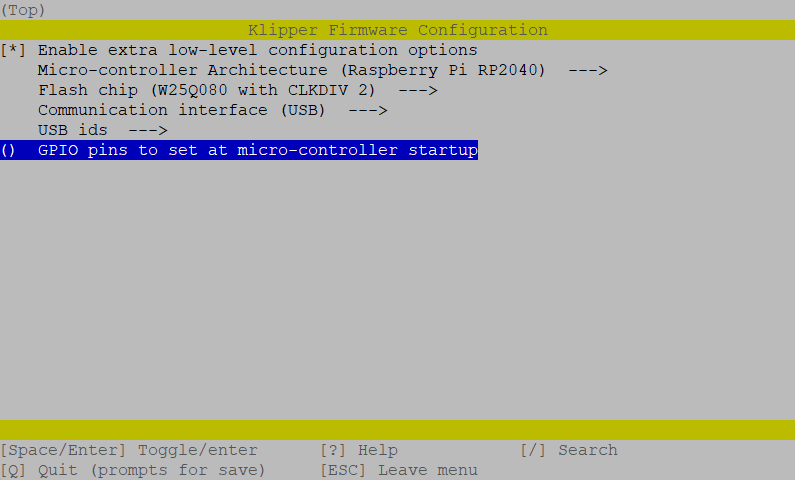 (Top)
Klipper Firmware Configuration
[*] Enable extra low-level configuration options
Micro-controller Architecture (Raspberry Pi RP2040)  --->
Flash chip (W25Q080 with CLKDIV 2)  --->
Communication interface (USB)  --->
USB ids  --->
()  GPIO pins to set at micro-controller startup
[Space/Enter] Toggle/enter [?] Help [/] Search
[Q] Quit (prompts for save) [ESC] Leave menu